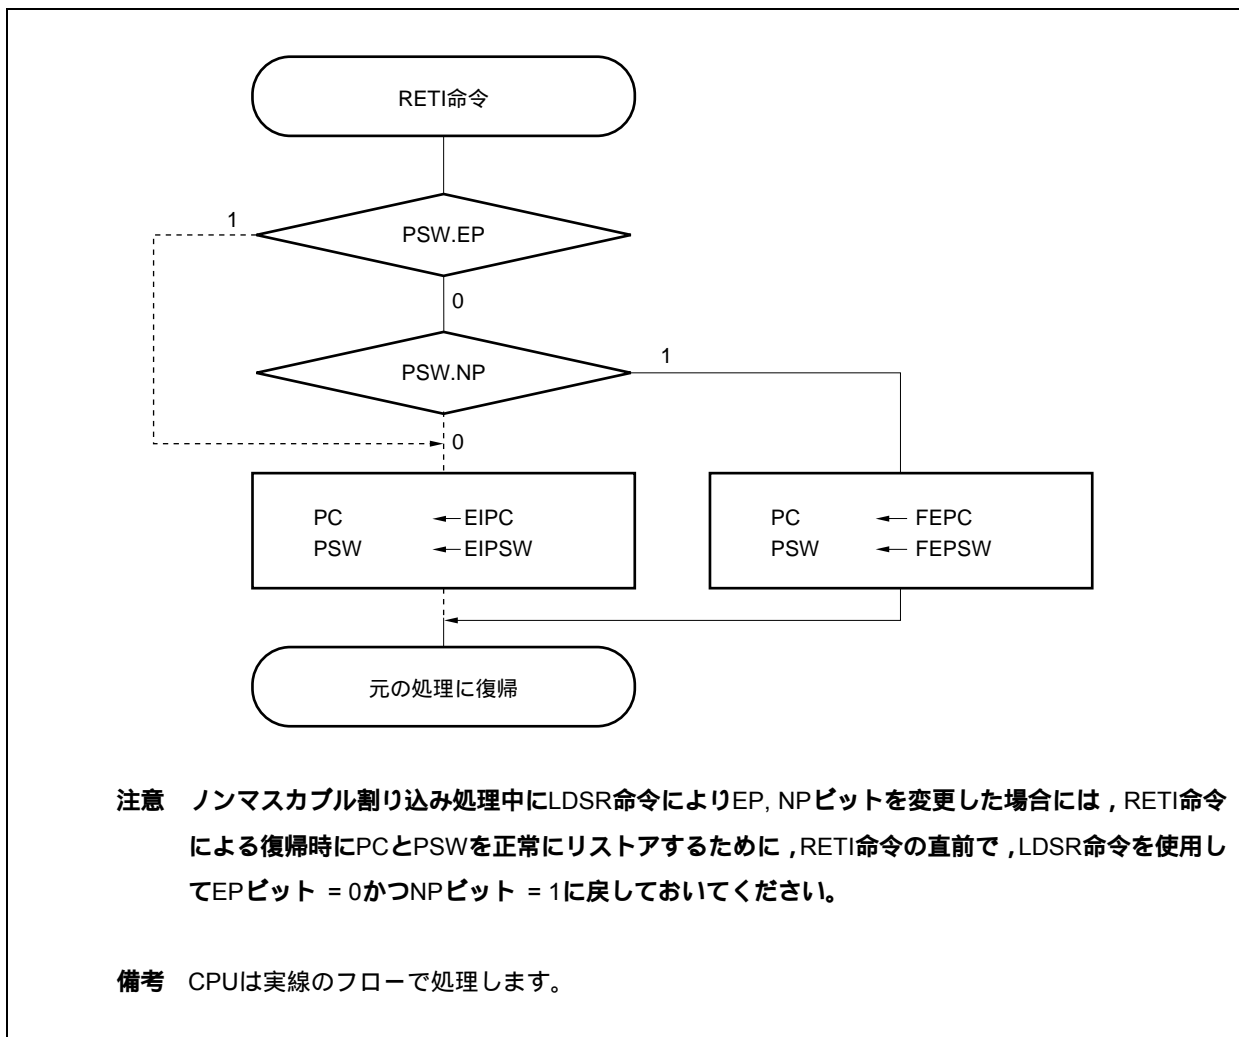 RETI命令
1
PSW.EP
0
PSW.NP
1
0
PC ← EIPC
PSW ← EIPSW
PC ← FEPC
PSW ← FEPSW
元の処理に復帰
注意 ノンマスカブル割り込み処理中にLDSR命令によりEP, NPビットを変更した場合には，RETI命令
による復帰時にPCとPSWを正常にリストアするために，RETI命令の直前で，LDSR命令を使用し
てEPビット = 0かつNPビット = 1に戻しておいてください。
備考 CPUは実線のフローで処理します。